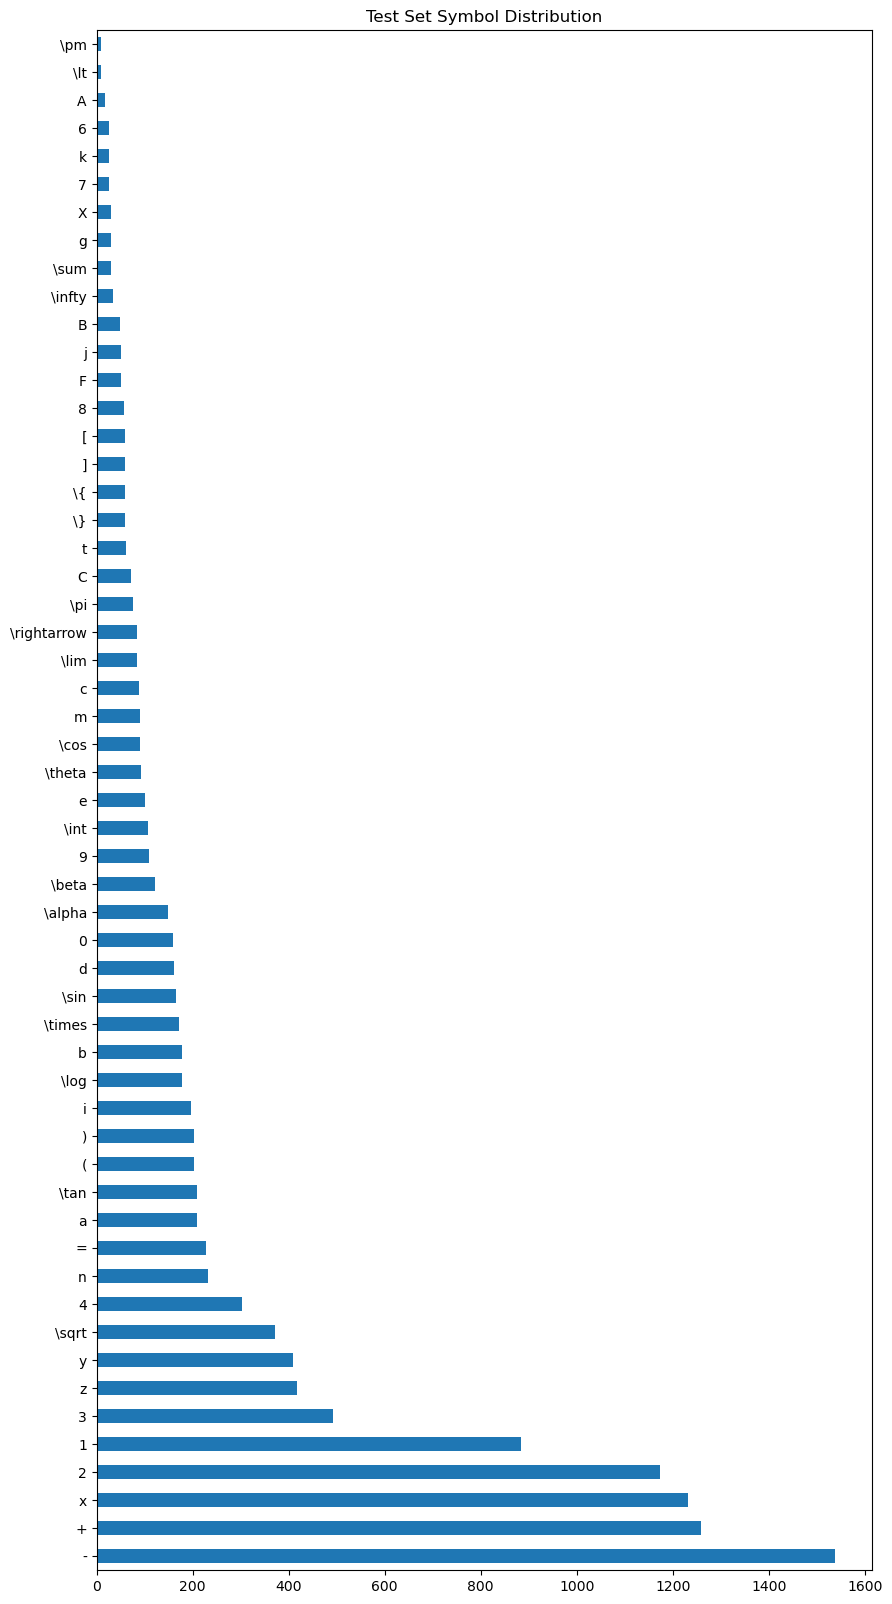 Test Set Symbol Distribution
\pm
\lt
A
6
k
7
X
g
\sum
\infty
B
j
F
8
[
]
\{
\}
t
C
\pi
\rightarrow
\lim
c
m
\cos
\theta
e
\int
9
\beta
\alpha
0
d
\sin
\times
b
\log
i
)
(
\tan
a
=
n
4
\sqrt
y
z
3
1
2
x
+
-
0 200 400 600 800 1000 1200 1400 1600